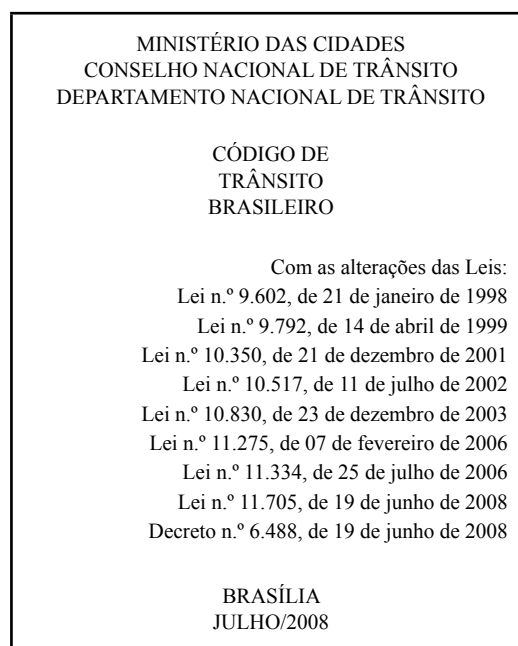 MINISTÉRIO DAS CIDADES
CONSELHO NACIONAL DE TRÂNSITO
DEPARTAMENTO NACIONAL DE TRÂNSITO
CÓDIGO DE
TRÂNSITO
BRASILEIRO
Com as alterações das Leis:
Lei n.º 9.602, de 21 de janeiro de 1998
Lei n.º 9.792, de 14 de abril de 1999
Lei n.º 10.350, de 21 de dezembro de 2001
Lei n.º 10.517, de 11 de julho de 2002
Lei n.º 10.830, de 23 de dezembro de 2003
Lei n.º 11.275, de 07 de fevereiro de 2006
Lei n.º 11.334, de 25 de julho de 2006
Lei n.º 11.705, de 19 de junho de 2008
Decreto n.º 6.488, de 19 de junho de 2008
BRASÍLIA
JULHO/2008